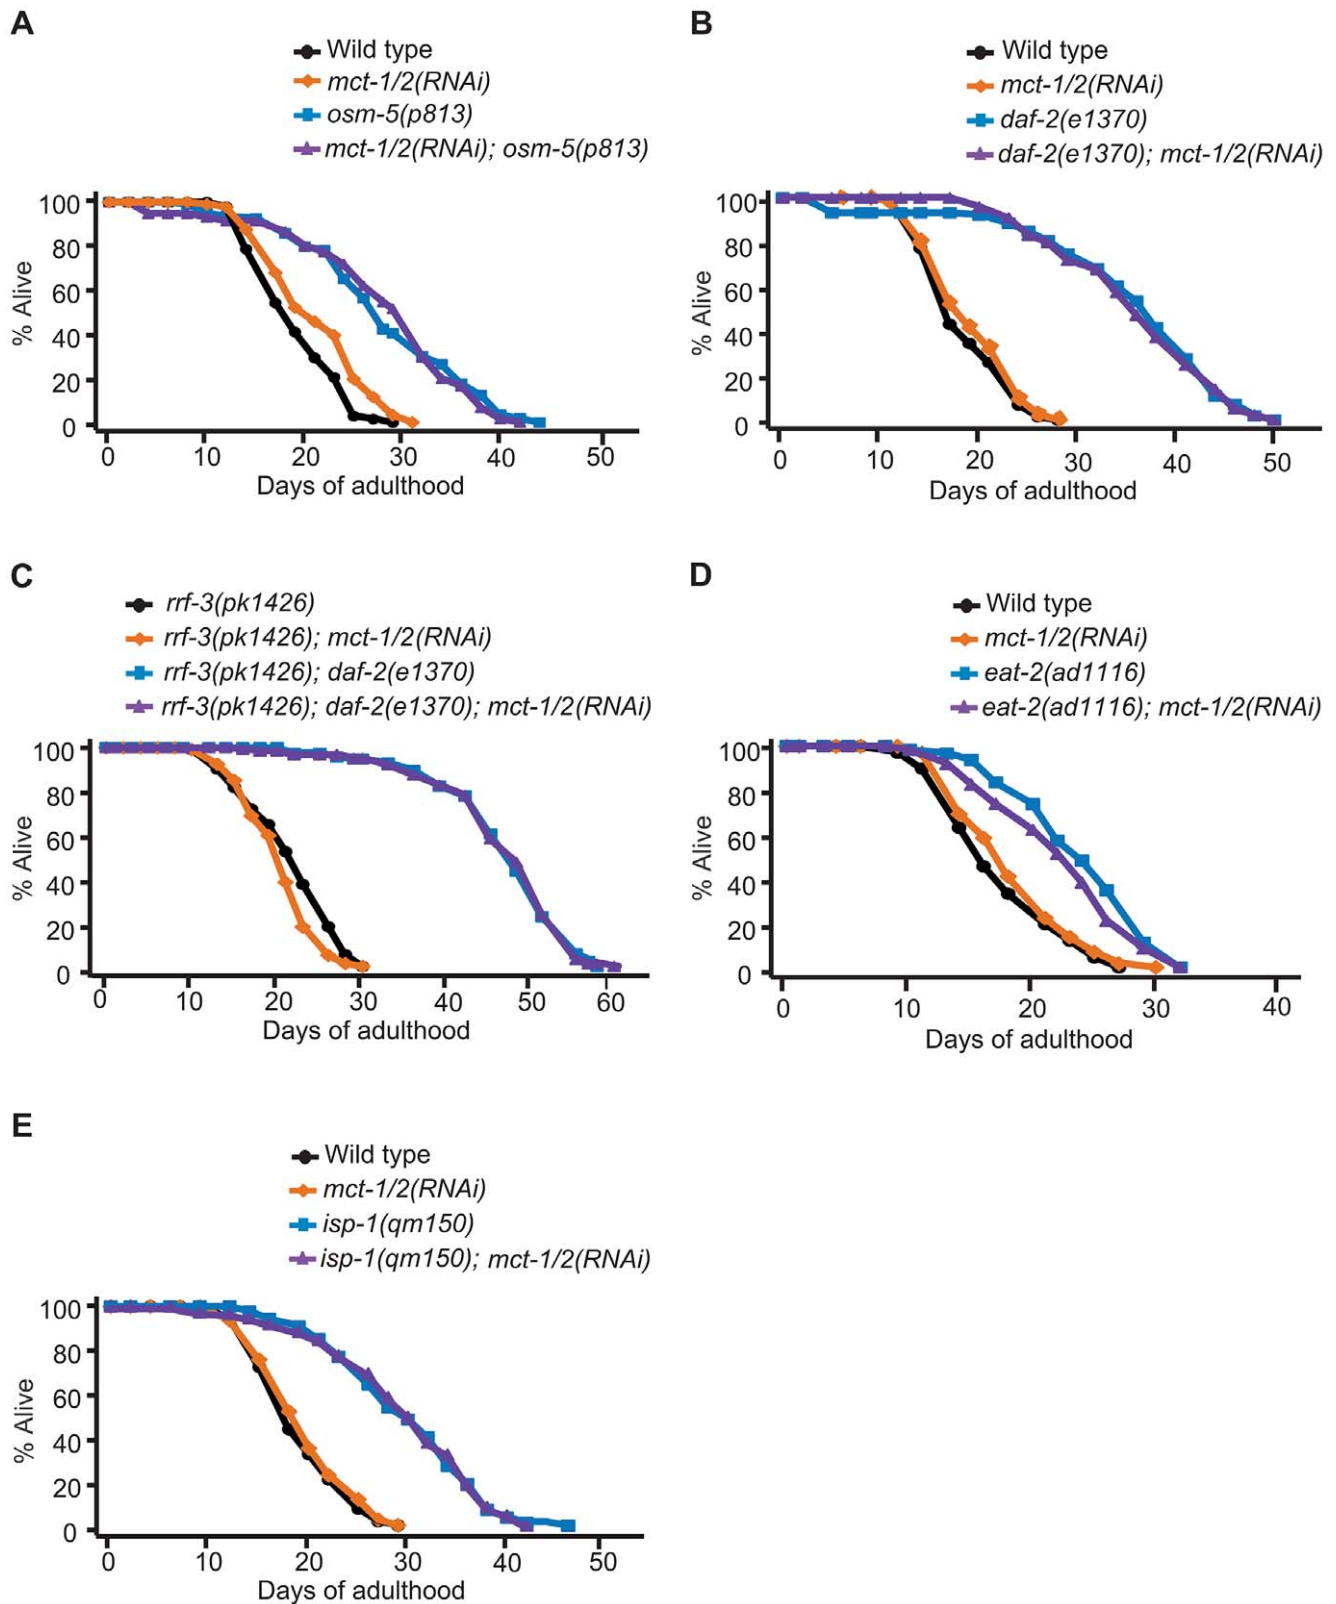 A
Wild type
mct-1/2(RNAi)
osm-5(p813)
mct-1/2(RNAi); osm-5(p813)
100
80
60
40
20
0
% Alive
0 10 20 30 40 50
Days of adulthood
B
Wild type
mct-1/2(RNAi)
daf-2(e1370)
daf-2(e1370); mct-1/2(RNAi)
100
80
60
40
20
0
% Alive
0 10 20 30 40 50
Days of adulthood
C
rrf-3(pk1426)
rrf-3(pk1426); mct-1/2(RNAi)
rrf-3(pk1426); daf-2(e1370)
rrf-3(pk1426); daf-2(e1370); mct-1/2(RNAi)
100
80
60
40
20
0
% Alive
0 10 20 30 40 50 60
Days of adulthood
D
Wild type
mct-1/2(RNAi)
eat-2(ad1116)
eat-2(ad1116); mct-1/2(RNAi)
100
80
60
40
20
0
% Alive
0 10 20 30 40
Days of adulthood
E
Wild type
mct-1/2(RNAi)
isp-1(qm150)
isp-1(qm150); mct-1/2(RNAi)
100
80
60
40
20
0
% Alive
0 10 20 30 40 50
Days of adulthood